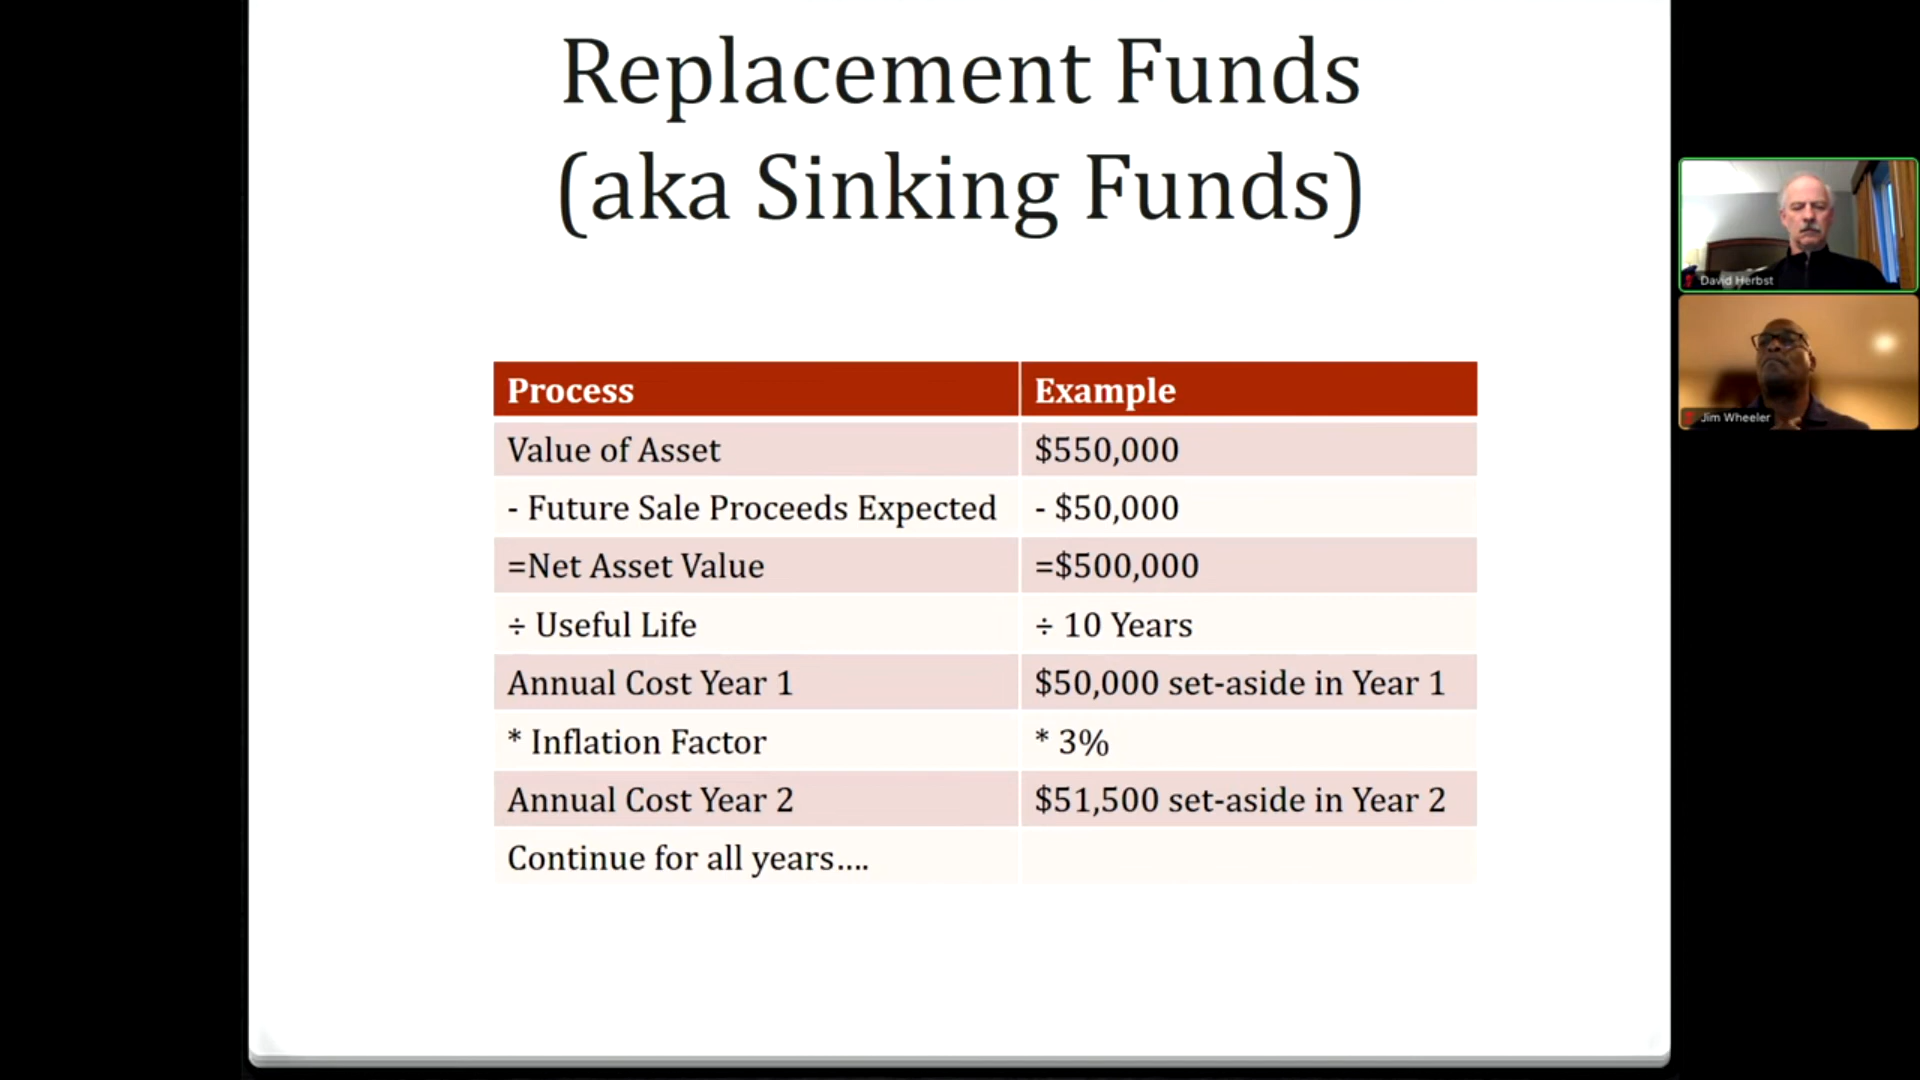 Replacement Funds
(aka Sinking Funds)
Process Example
Value of Asset $550,000
- Future Sale Proceeds Expected - $50,000
=Net Asset Value =$500,000
÷ Useful Life ÷ 10 Years
Annual Cost Year 1 $50,000 set-aside in Year 1
* Inflation Factor * 3%
Annual Cost Year 2 $51,500 set-aside in Year 2
Continue for all years....
David Herbst
Jim Wheeler